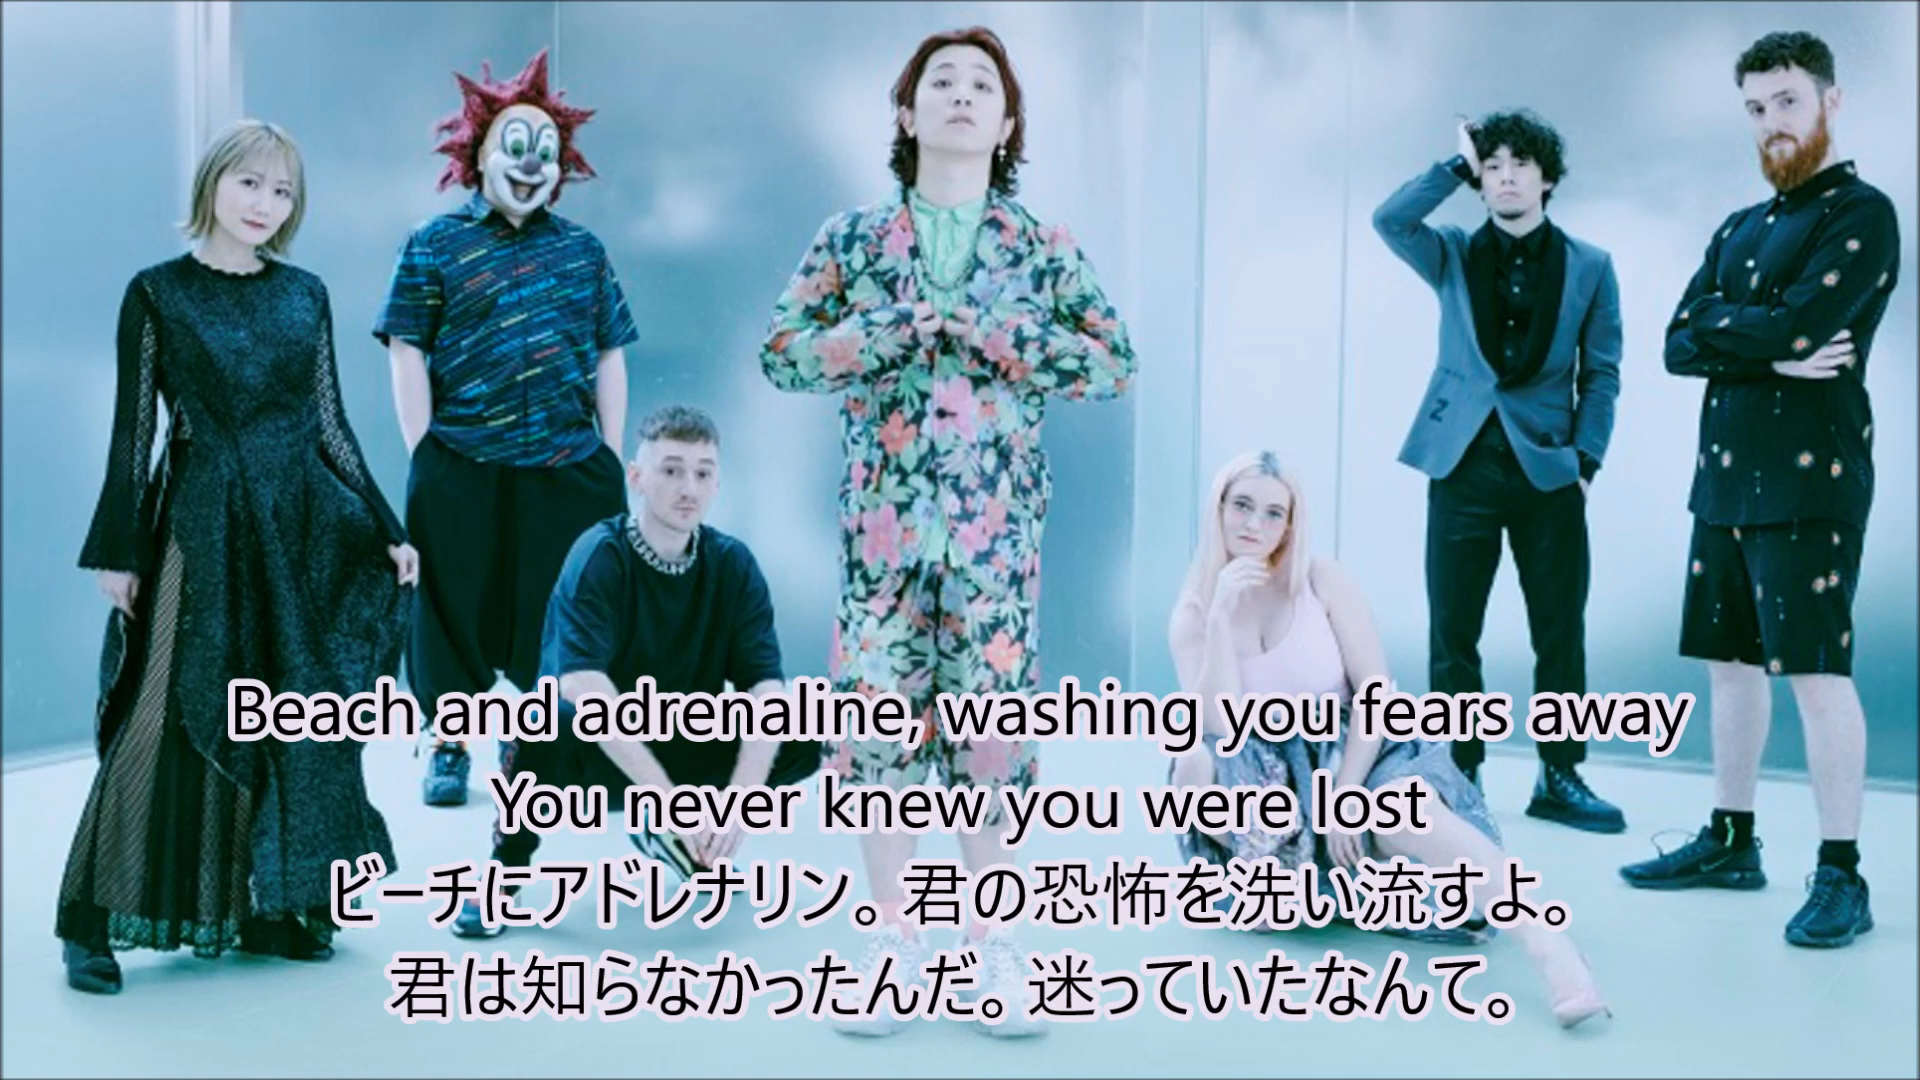 Beach and adrenaline, washing you fears away
You never knew you were lost
ビーチにアドレナリン。君の恐怖を洗い流すよ。
君は知らなかったんだ。迷っていたなんて。